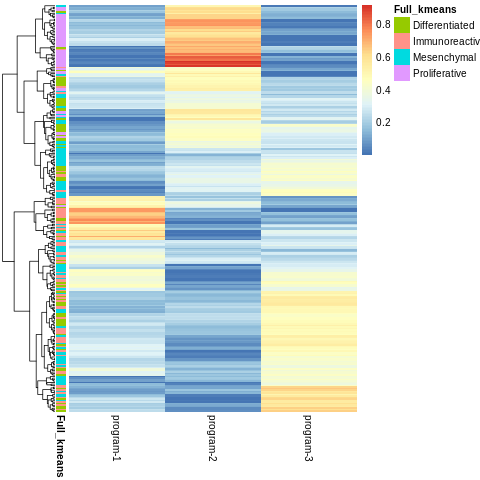 Full_kmeans
Differentiated
Immunoreactiv
Mesenchymal
Proliferative
0.8
0.6
0.4
0.2
Full_kmeans
program-1
program-2
program-3